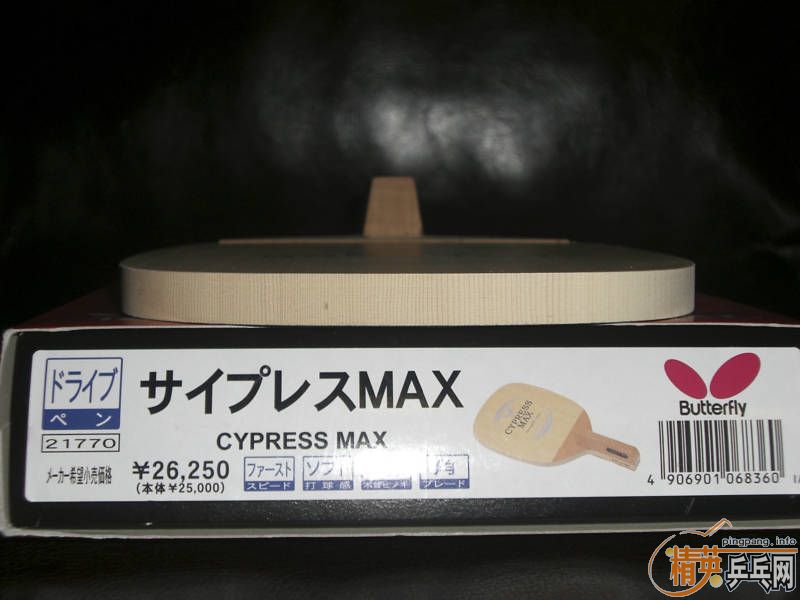 ドライブ
ペン
21770
サイプレスMAX
CYPRESS MAX
メーカー希望小売価格
¥26,250
(本体¥25,000)
ファースト
スピード
ソフト
打球感
ブレード
CYPRESS
MAX
Butterfly
4 906901 068360
pingpang.info
精英乒乓网